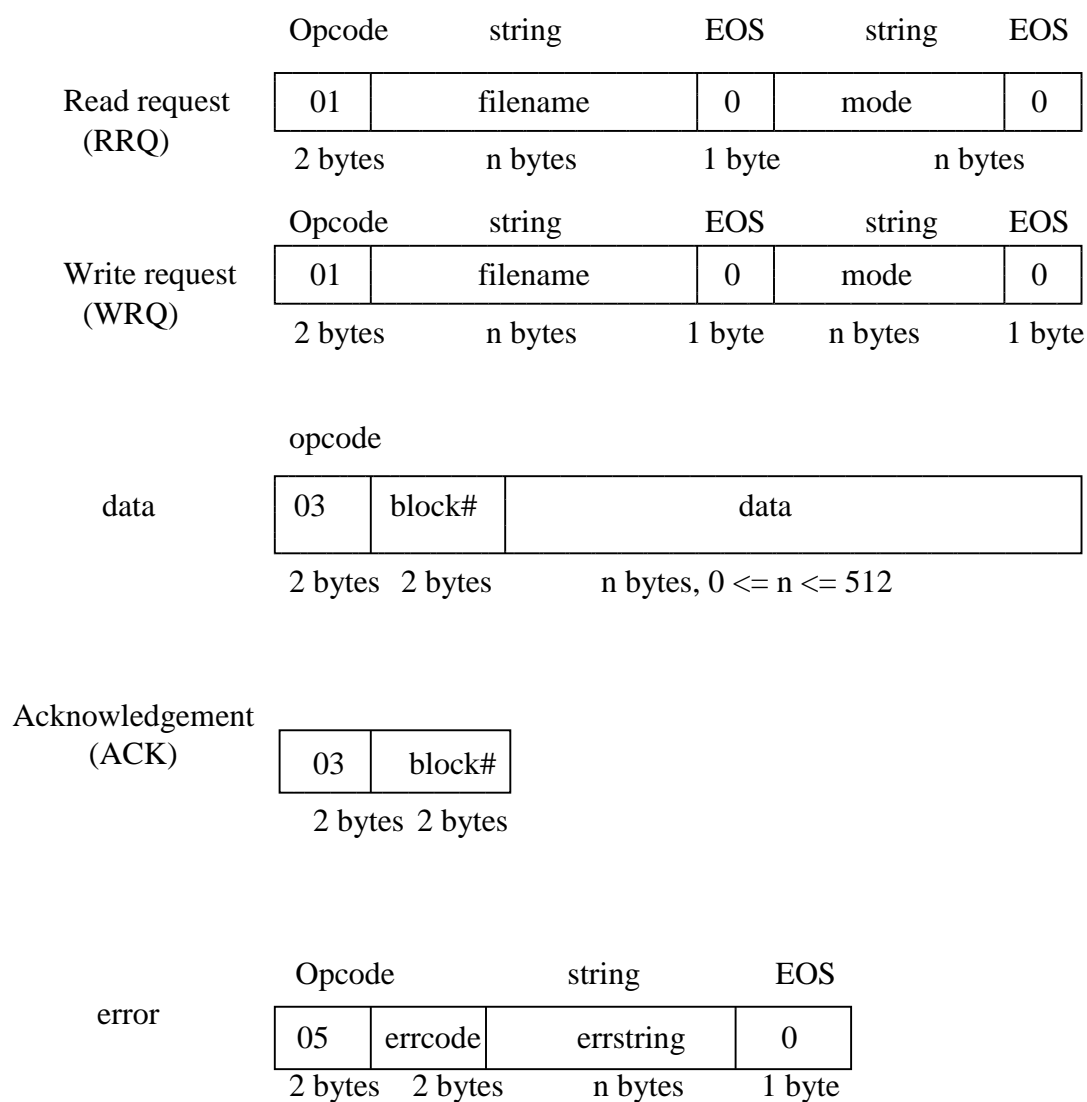 Opcode string EOS string EOS
Read request 01 filename 0 mode 0
(RRQ)
2 bytes n bytes 1 byte n bytes
Opcode string EOS string EOS
Write request 01 filename 0 mode 0
(WRQ)
2 bytes n bytes 1 byte n bytes 1 byte
opcode
data 03 block# data
2 bytes 2 bytes n bytes, 0 <= n <= 512
Acknowledgement
(ACK) 03 block#
2 bytes 2 bytes
Opcode string EOS
error 05 errcode errstring 0
2 bytes 2 bytes n bytes 1 byte